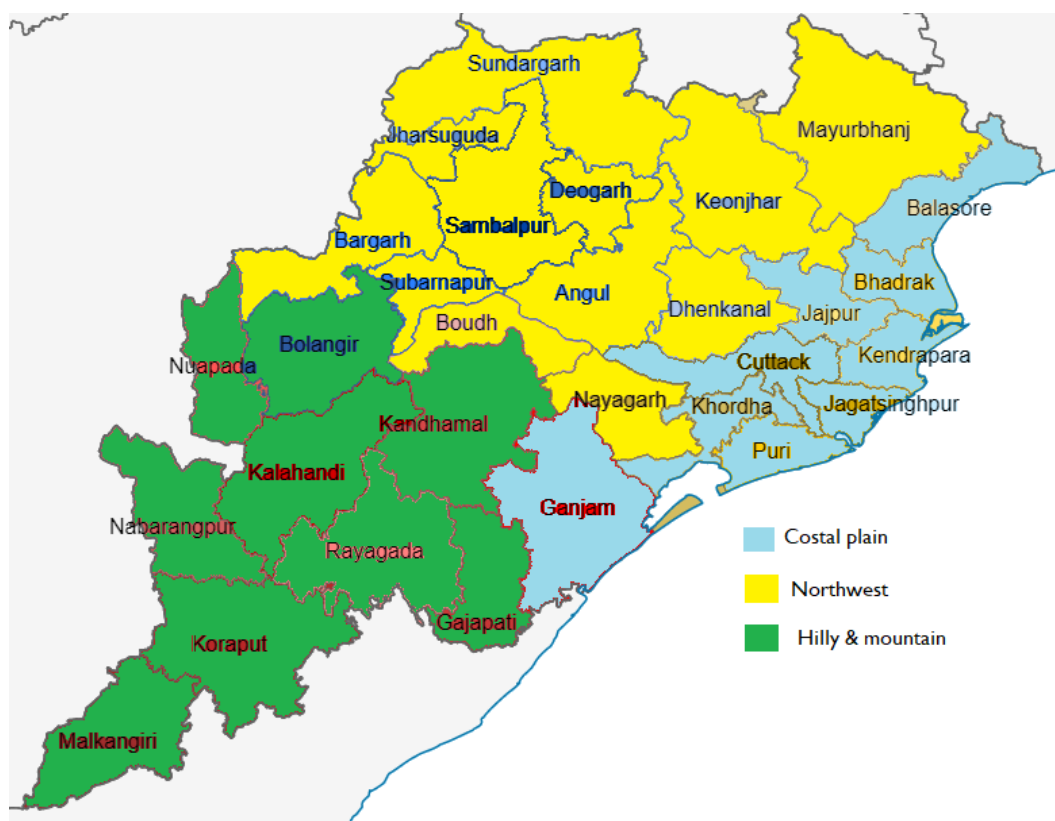 Sundargarh
Jharsuguda
Mayurbhanj
Deogarh
Keonjhar
Balasore
Sambalpur
Bargarh
Subarnapur
Angul
Bhadrak
Dhenkanal
Jajpur
Boudh
Bolangir
Nuapada
Cuttack
Kendrapara
Nayagarh
Khordha
Jagatsinghpur
Kandhamal
Puri
Kalahandi
Ganjam
Nabarangpur
Rayagada
Gajapati
Koraput
Malkangiri
Costal plain
Northwest
Hilly & mountain